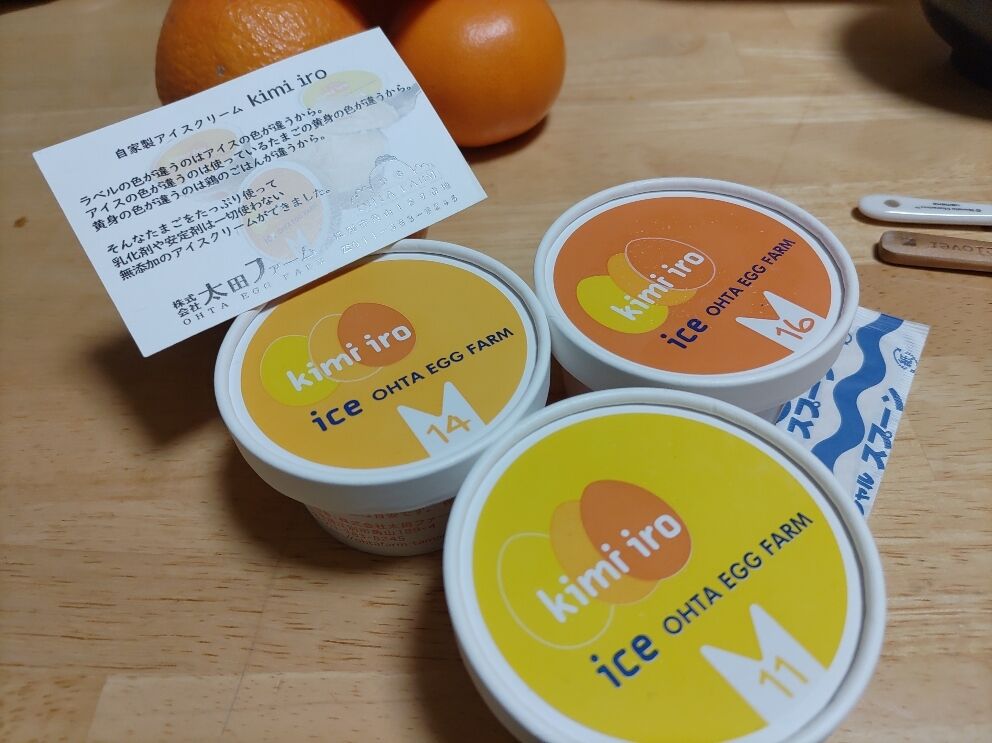 自家製アイスクリーム kimi iro
ラベルの色が違うのはアイスの色が違うから。
アイスの色が違うのは使っているたまごの黄身の色が違うから。
黄身の色が違うのは鶏のごはんが違うから。
そんなたまごをたっぷり使って
乳化剤や安定剤は一切使わない
無添加のアイスクリームができました。
株式会社 太田ファーム
OHTA EGG FARM
kimi iro
ice OHTA EGG FARM
M
14
kimi iro
ice OHTA EGG FARM
M
16
kimi iro
ice OHTA EGG FARM
M
11
スプーン
スプーン